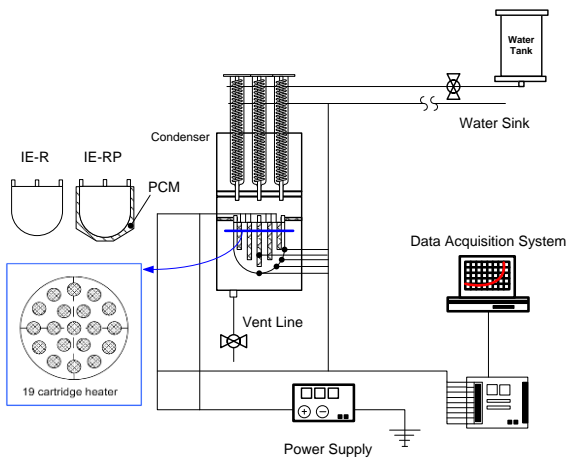 Water
Tank
Water Sink
Condenser
IE-R
IE-RP
PCM
Data Acquisition System
Vent Line
19 cartridge heater
Power Supply